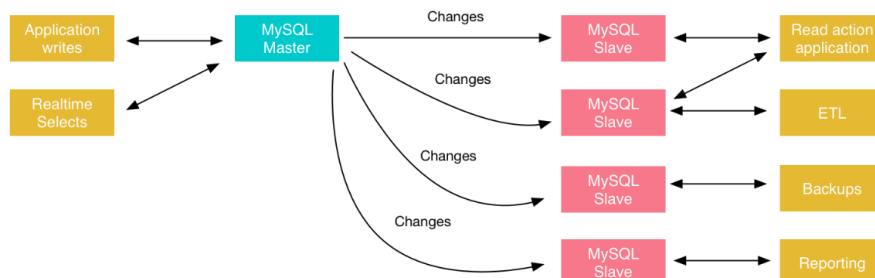 Application
writes
MySQL
Master
Changes
MySQL
Slave
Read action
application
Realtime
Selects
Changes
MySQL
Slave
ETL
Changes
MySQL
Slave
Backups
Changes
MySQL
Slave
Reporting